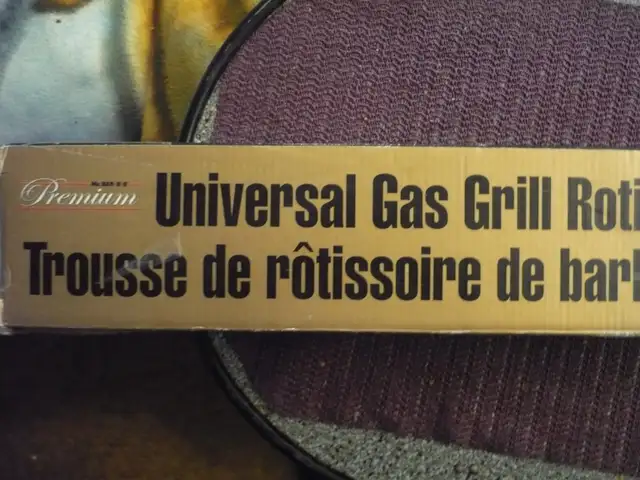 Premium
Universal Gas Grill Roti
Trousse de rôtissoire de barb